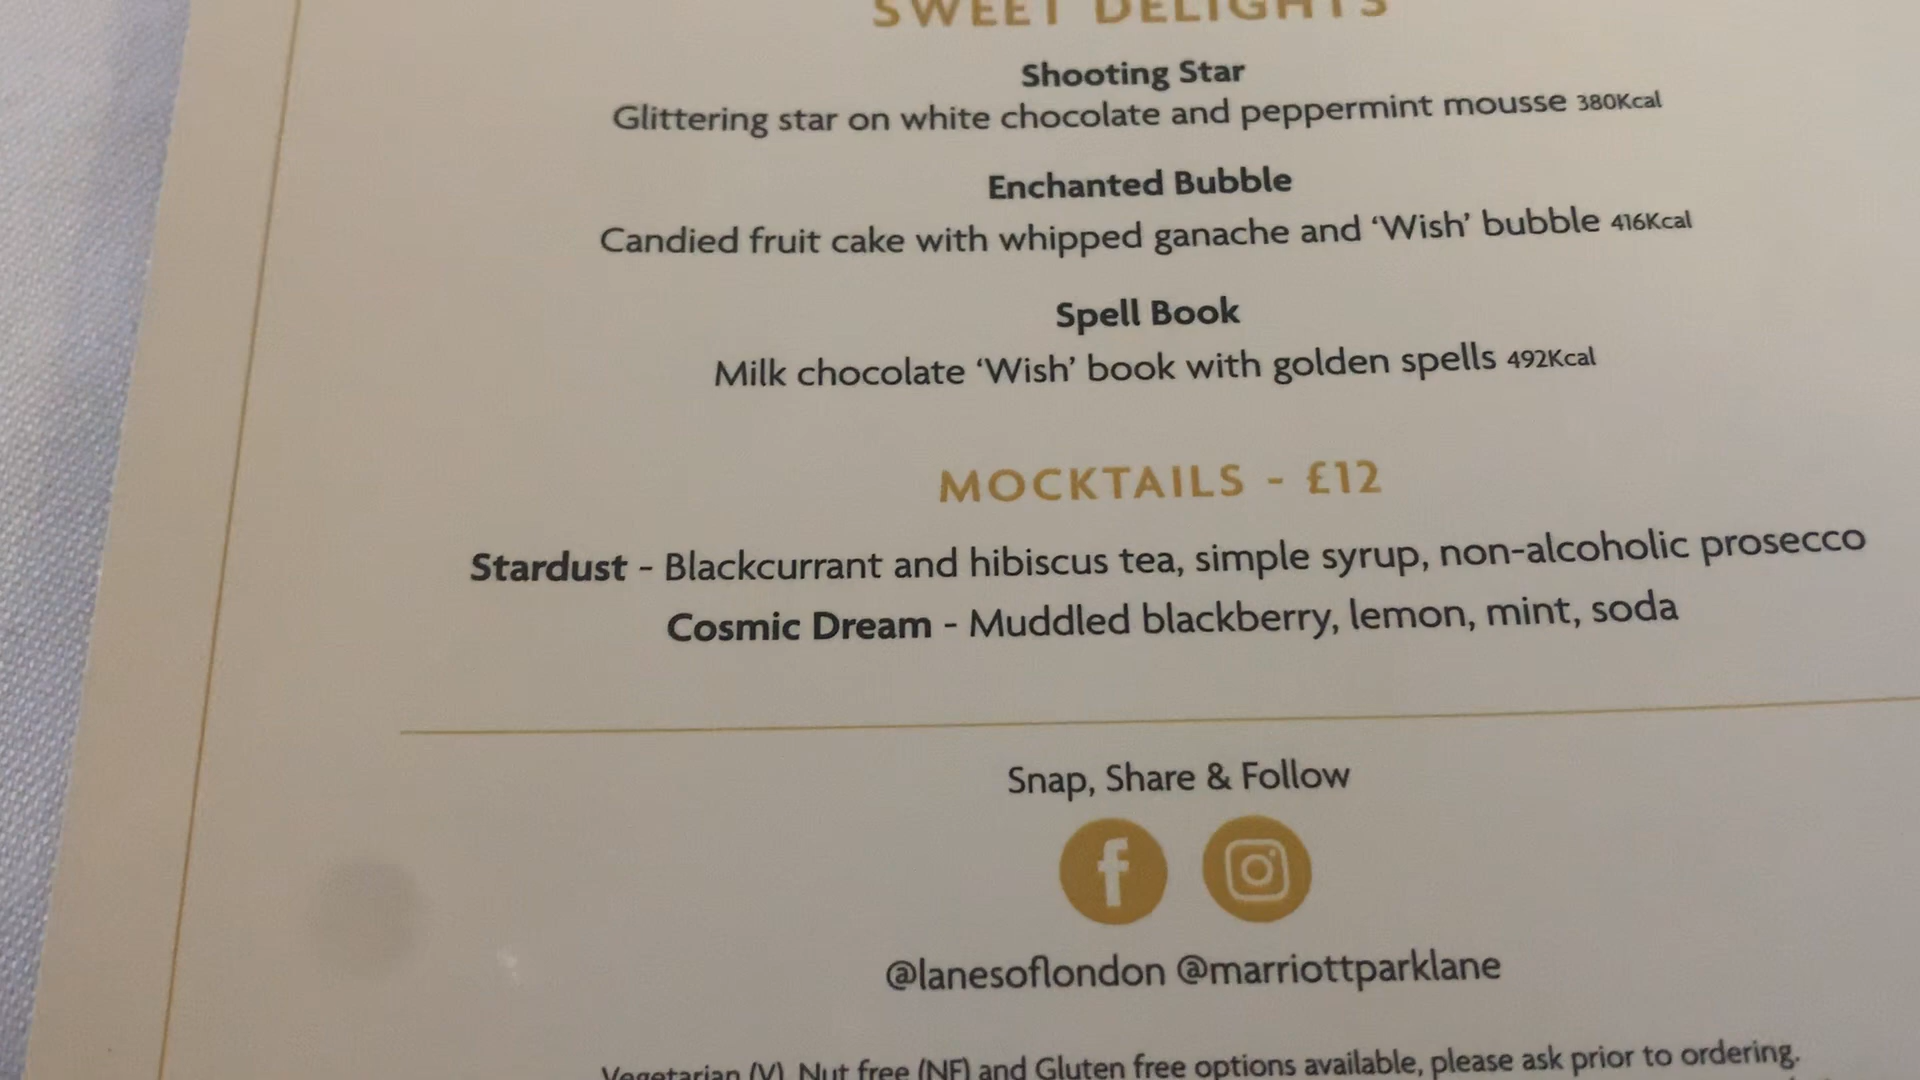 SWEET DELIGHTS
Shooting Star
Glittering star on white chocolate and peppermint mousse 380Kcal
Enchanted Bubble
Candied fruit cake with whipped ganache and ‘Wish’ bubble 416Kcal
Spell Book
Milk chocolate ‘Wish’ book with golden spells 492Kcal
MOCKTAILS - £12
Stardust - Blackcurrant and hibiscus tea, simple syrup, non-alcoholic prosecco
Cosmic Dream - Muddled blackberry, lemon, mint, soda
Snap, Share & Follow
@lanesoflondon @marriottparklane
Vegetarian (V), Nut free (NF) and Gluten free options available, please ask prior to ordering.